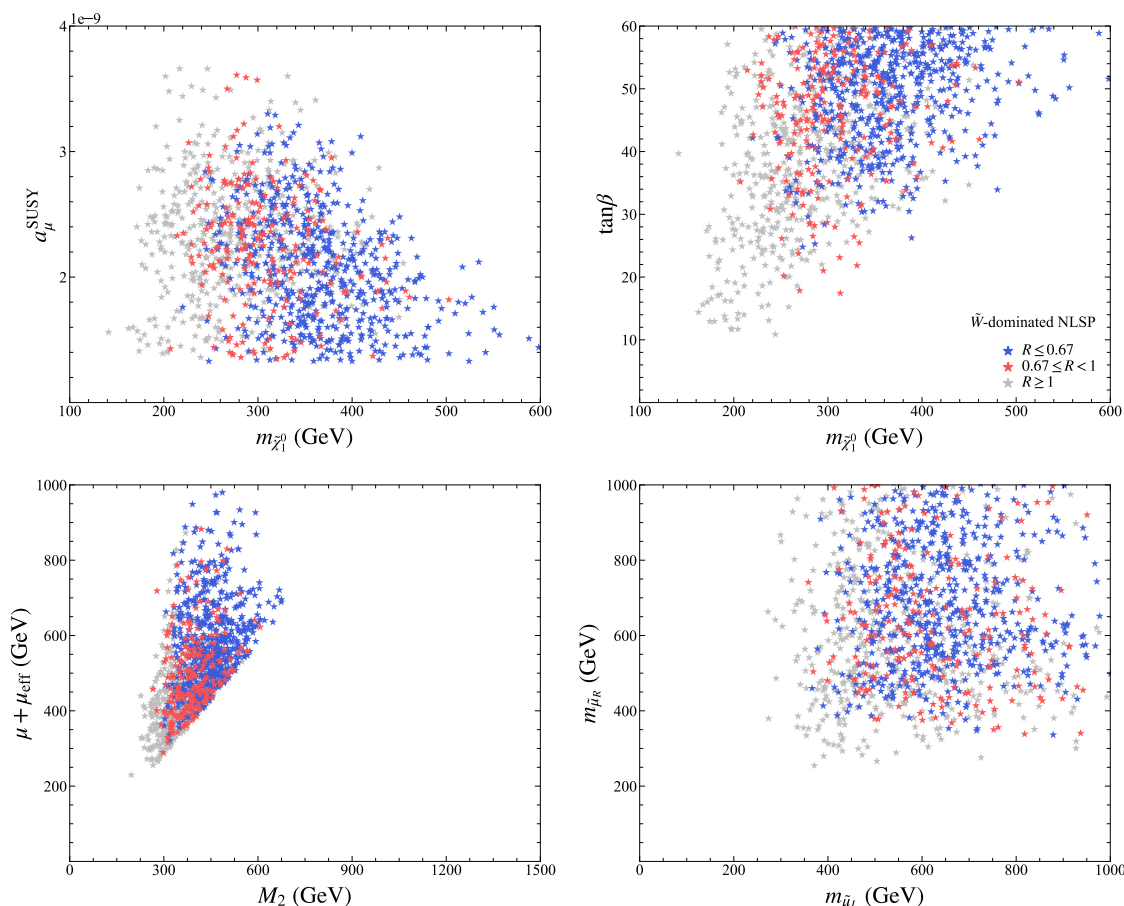 1e−9
4
3
2
a_μ^SUSY
100 200 300 400 500 600
m_χ̃₁⁰ (GeV)
60
50
40
30
20
10
tanβ
W̃-dominated NLSP
R ≤ 0.67
0.67 ≤ R < 1
R ≥ 1
100 200 300 400 500 600
m_χ̃₁⁰ (GeV)
1000
800
600
400
200
μ + μ_eff (GeV)
0 300 600 900 1200 1500
M₂ (GeV)
1000
800
600
400
200
m_μ̃_R (GeV)
0 200 400 600 800 1000
m_μ̃_L (GeV)